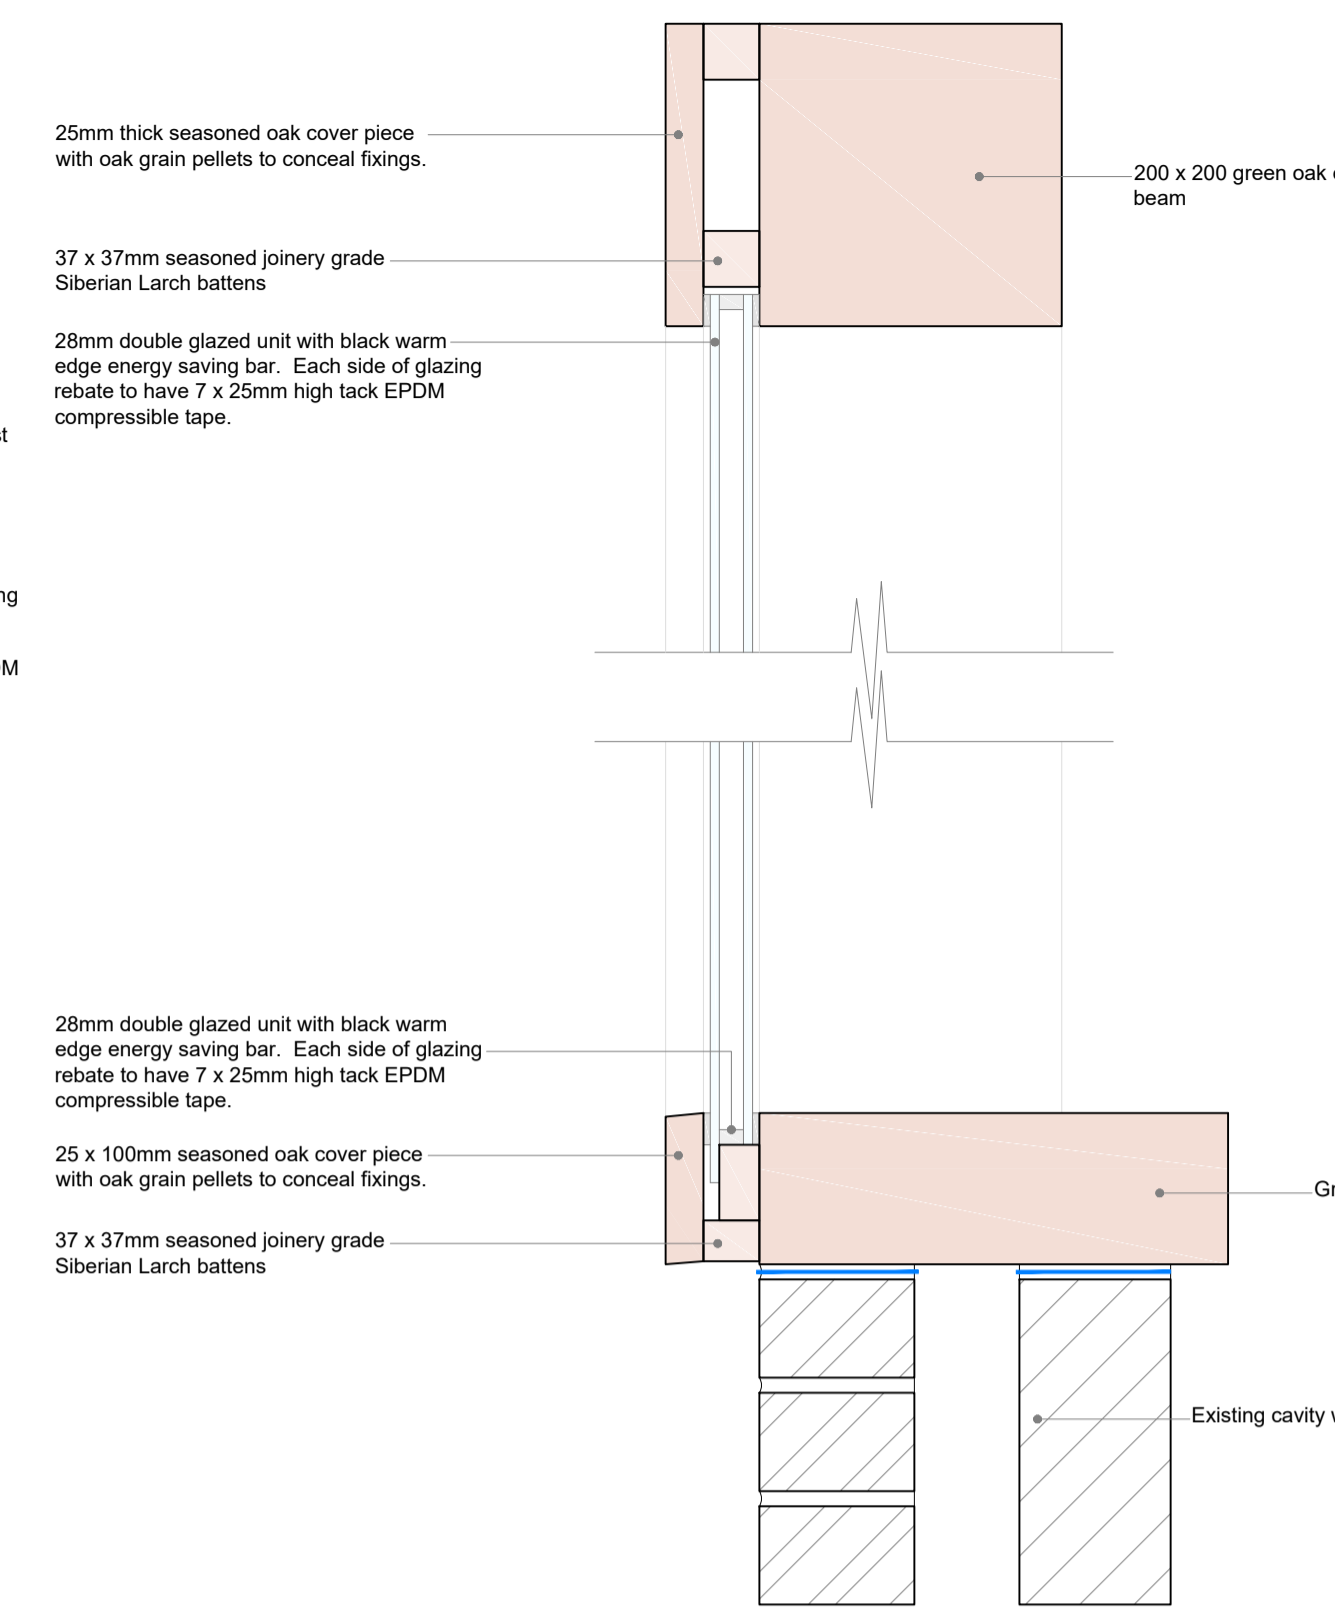 25mm thick seasoned oak cover piece
with oak grain pellets to conceal fixings.
200 x 200 green oak
beam
37 x 37mm seasoned joinery grade
Siberian Larch battens
28mm double glazed unit with black warm
edge energy saving bar.  Each side of glazing
rebate to have 7 x 25mm high tack EPDM
compressible tape.
28mm double glazed unit with black warm
edge energy saving bar.  Each side of glazing
rebate to have 7 x 25mm high tack EPDM
compressible tape.
25 x 100mm seasoned oak cover piece
with oak grain pellets to conceal fixings.
37 x 37mm seasoned joinery grade
Siberian Larch battens
Existing cavity